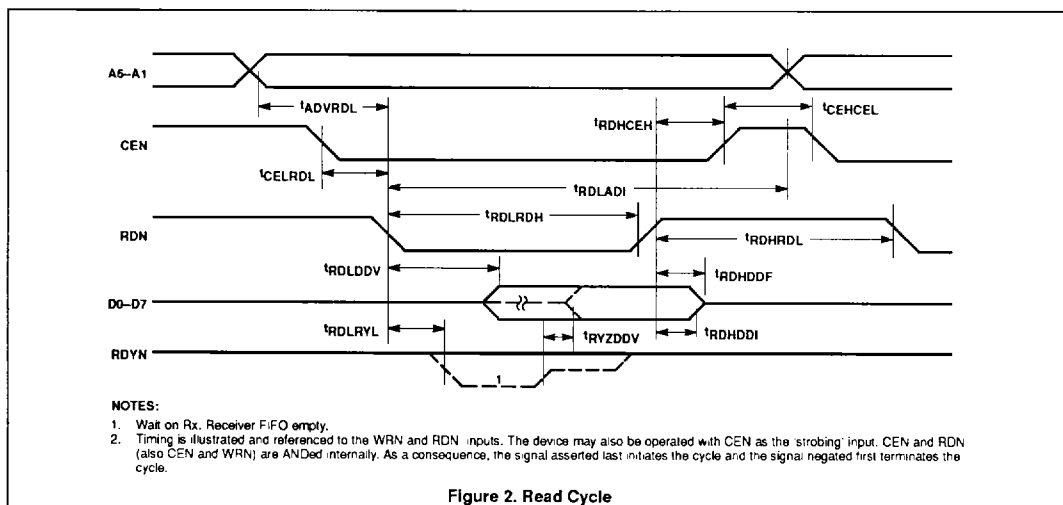 A6–A1
tADVRDL
tCEHCEL
tRDHCEH
CEN
tCELRDL
tRDLADI
tRDLRDH
RDN
tRDHRDL
tRDLDDV
tRDHDDF
D0–D7
tRDLRYL
tRYZDDV
tRDHDDI
RDYN
1
NOTES:
1. Wait on Rx. Receiver FIFO empty.
2. Timing is illustrated and referenced to the WRN and RDN inputs. The device may also be operated with CEN as the 'strobing' input. CEN and RDN
(also CEN and WRN) are ANDed internally. As a consequence, the signal asserted last initiates the cycle and the signal negated first terminates the
cycle.
Figure 2. Read Cycle